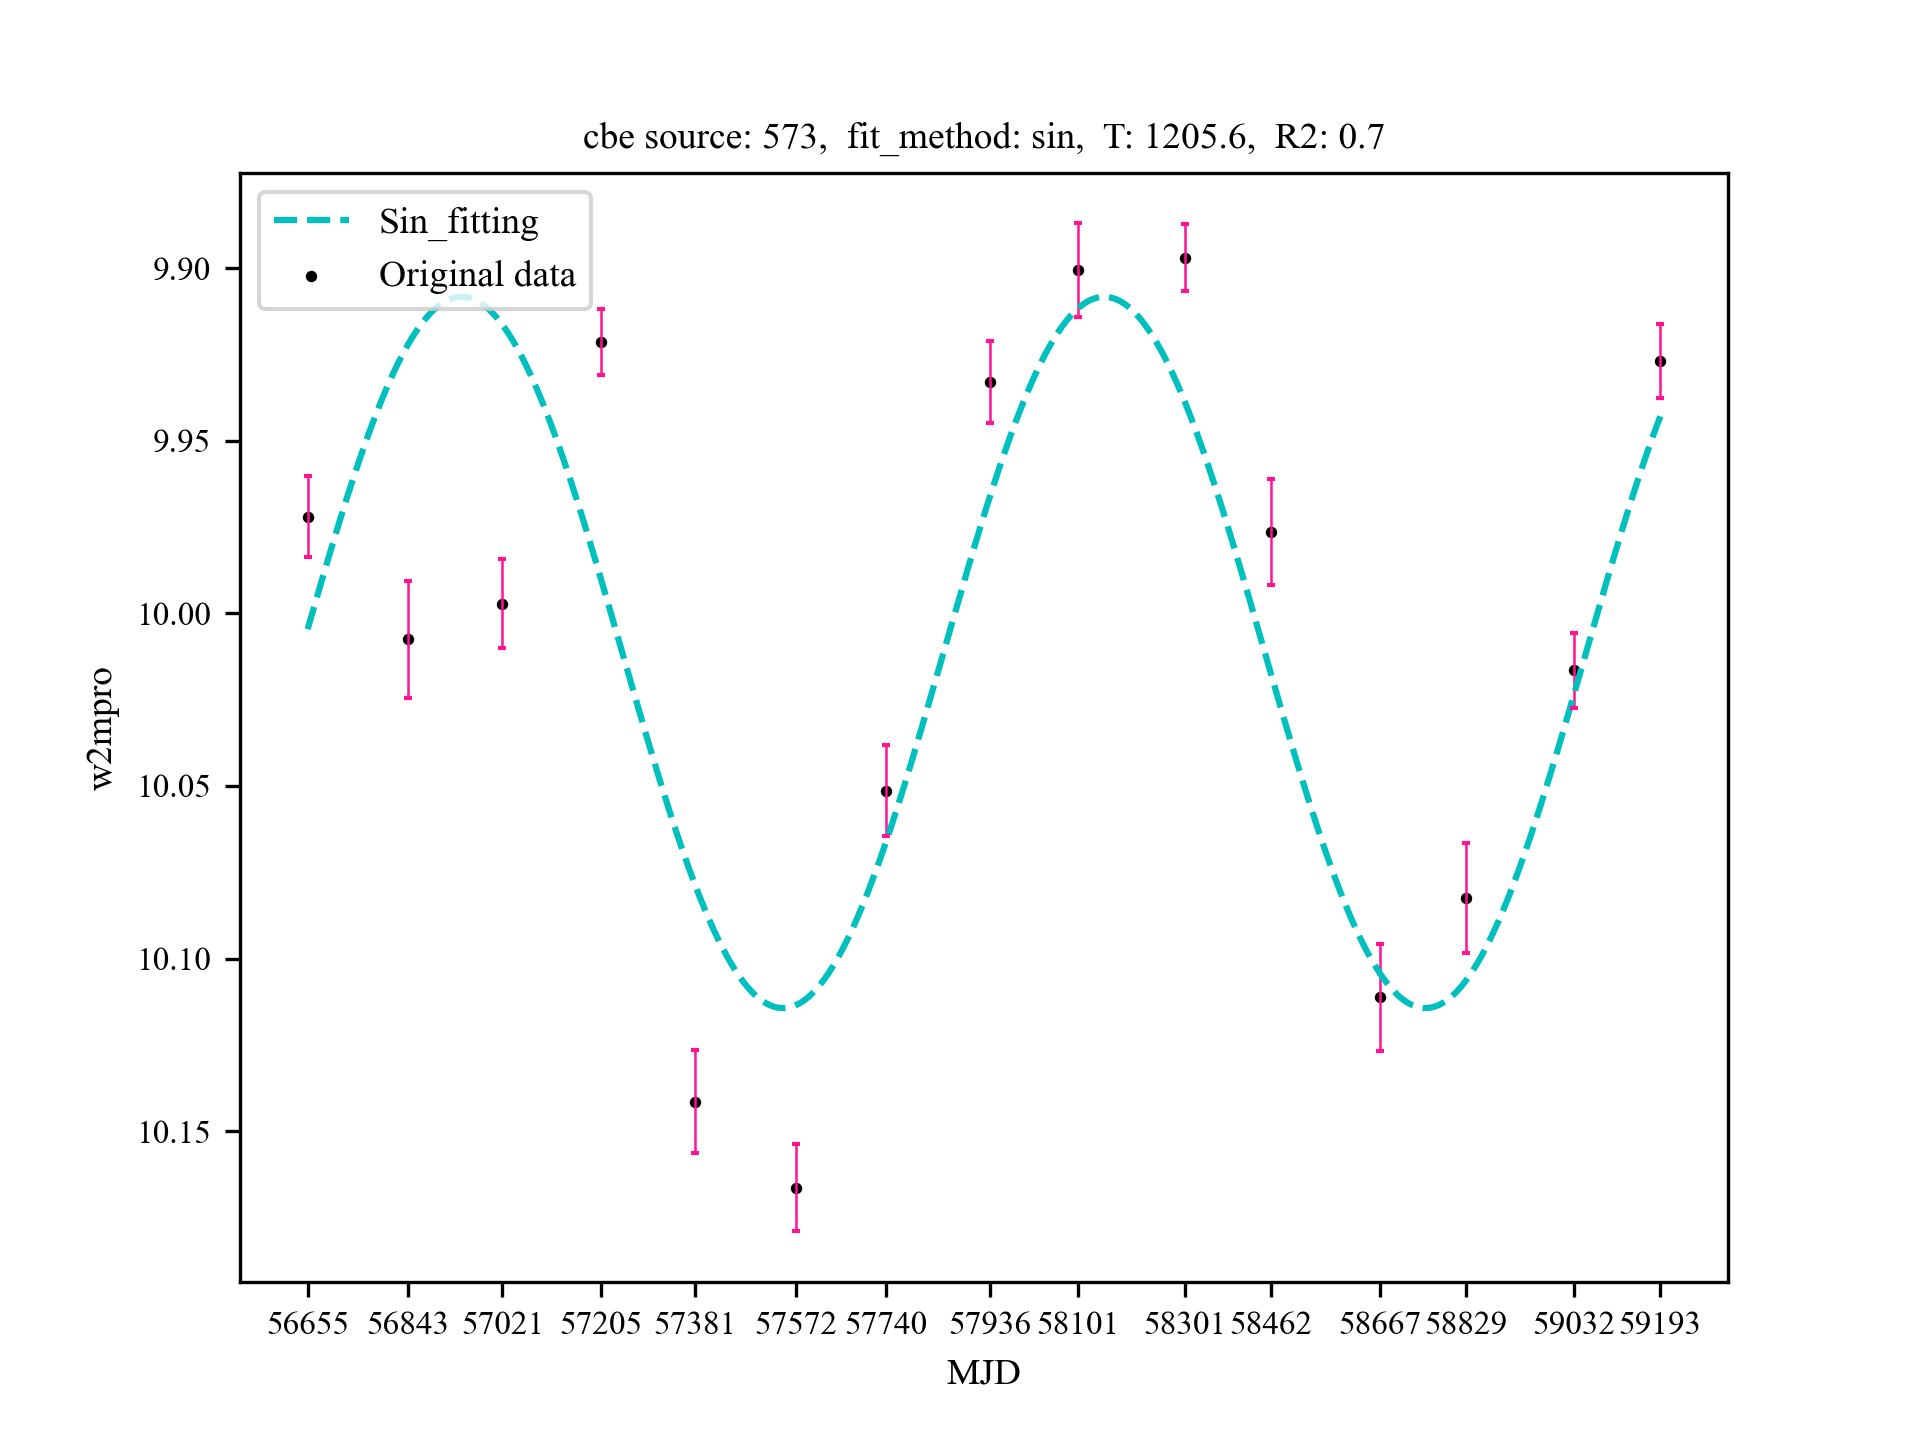 cbe source: 573,  fit_method: sin,  T: 1205.6,  R2: 0.7
Sin_fitting
Original data
9.90
9.95
10.00
10.05
10.10
10.15
w2mpro
56655 56843 57021 57205 57381 57572 57740 57936 58101 58301 58462 58667 58829 59032 59193
MJD